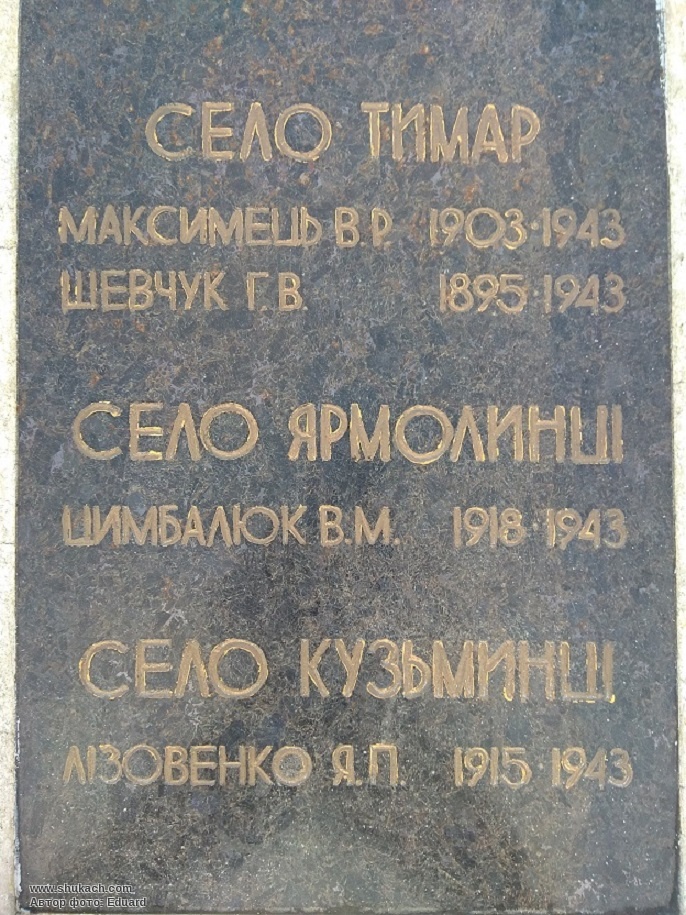 СЕЛО ТИМАР
МАКСИМЕЦЬ В.Р. 1903-1943
ШЕВЧУК Г.В. 1895-1943
СЕЛО ЯРМОЛИНЦІ
ЦИМБАЛЮК В.М. 1918-1943
СЕЛО КУЗЬМИНЦІ
ЛІЗОВЕНКО Я.П. 1915-1943
www.shukach.com
Автор фото: Eduard